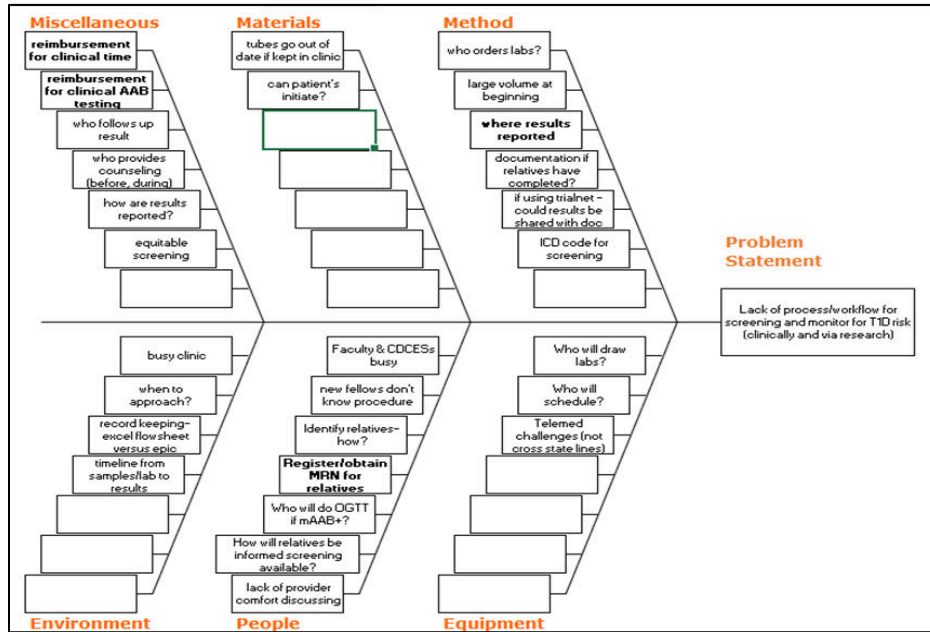 Miscellaneous
reimbursement
for clinical time
reimbursement
for clinical AAB
testing
who follows up
result
who provides
counseling
(before, during)
how are results
reported?
equitable
screening
Materials
tubes go out of
date if kept in clinic
can patient's
initiate?
Method
who orders labs?
large volume at
beginning
where results
reported
documentation if
relatives have
completed?
if using trialnet -
could results be
shared with doc
ICD code for
screening
Problem
Statement
Lack of process/workflow for
screening and monitor for T1D risk
(clinically and via research)
busy clinic
when to
approach?
record keeping-
excel flow sheet
versus epic
timeline from
samples/lab to
results
Environment
Faculty & CDCESs
busy
new fellows don't
know procedure
Identify relatives-
how?
Register/obtain
MRN for
relatives
Who will do OGTT
if mAAB+?
How will relatives be
informed screening
available?
lack of provider
comfort discussing
People
Who will draw
labs?
Who will
schedule?
Telemed
challenges (not
cross state lines)
Equipment